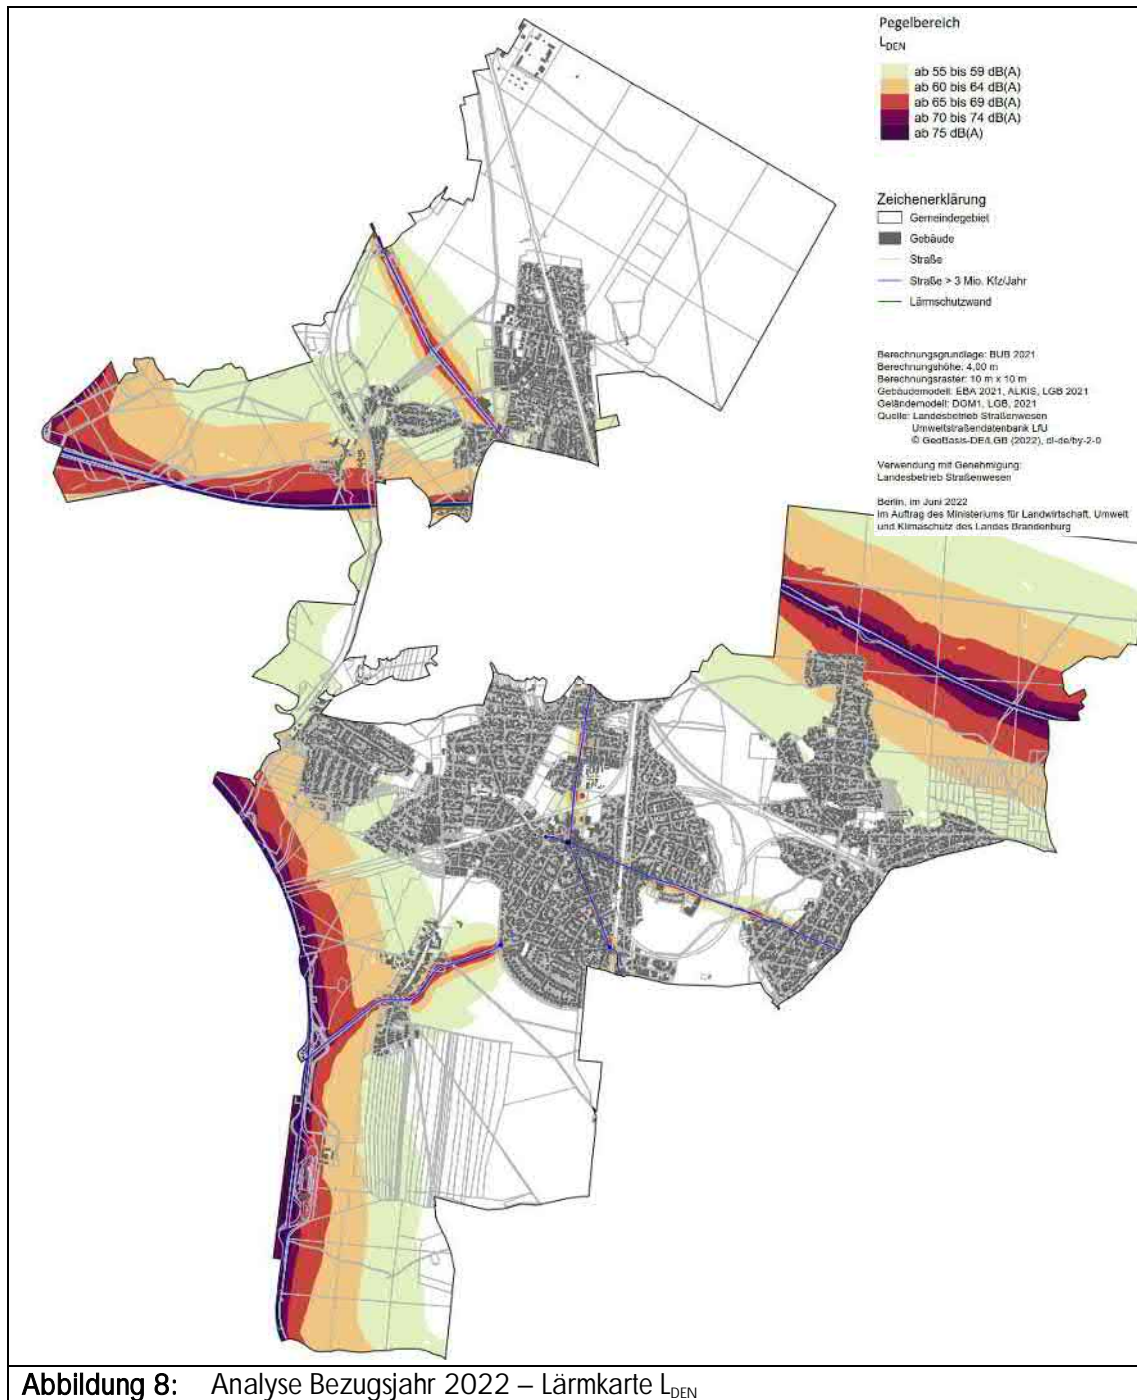 Pegelbereich
LDEN
ab 55 bis 59 dB(A)
ab 60 bis 64 dB(A)
ab 65 bis 69 dB(A)
ab 70 bis 74 dB(A)
ab 75 dB(A)
Zeichenerklärung
Gemeindegebiet
Gebäude
Straße
Straße > 3 Mio. Kfz/Jahr
Lärmschutzwand
Berechnungsgrundlage: BUB 2021
Berechnungshöhe: 4,00 m
Berechnungsraster: 10 m x 10 m
Gebäudemodell: EBA 2021, ALKIS, LGB 2021
Geländemodell: DGM1, LGB, 2021
Quelle: Landesbetrieb Straßenwesen
Umweltstraßendatenbank LfU
© GeoBasis-DE/LGB (2022), dl-de/by-2-0
Verwendung mit Genehmigung:
Landesbetrieb Straßenwesen
Berlin, im Juni 2022
im Auftrag des Ministeriums für Landwirtschaft, Umwelt
und Klimaschutz des Landes Brandenburg
Abbildung 8: Analyse Bezugsjahr 2022 – Lärmkarte LDEN